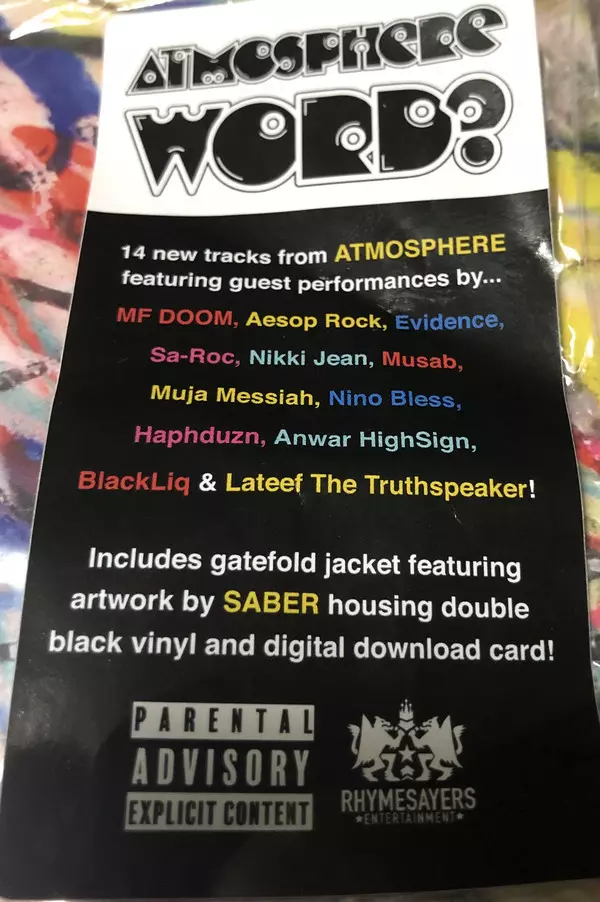 ATMOSPHERE
WORD?
14 new tracks from ATMOSPHERE
featuring guest performances by...
MF DOOM, Aesop Rock, Evidence,
Sa-Roc, Nikki Jean, Musab,
Muja Messiah, Nino Bless,
Haphduzn, Anwar HighSign,
BlackLiq & Lateef The Truthspeaker!
Includes gatefold jacket featuring
artwork by SABER housing double
black vinyl and digital download card!
PARENTAL
ADVISORY
EXPLICIT CONTENT
RHYMESAYERS
★ENTERTAINMENT★